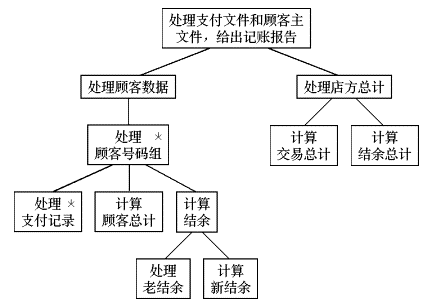 处理支付文件和顾客主
文件，给出记账报告
处理顾客数据
处理店方总计
处理 *
顾客号码组
计算
交易总计
计算
结余总计
处理 *
支付记录
计算
顾客总计
计算
结余
处理
老结余
计算
新结余